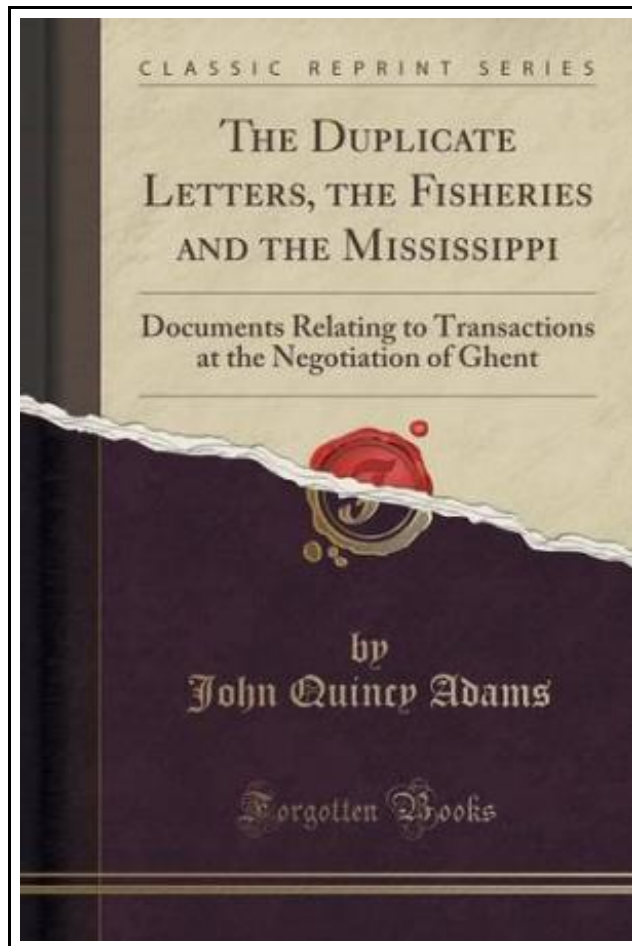 CLASSIC REPRINT SERIES
THE DUPLICATE
LETTERS, THE FISHERIES
AND THE MISSISSIPPI
Documents Relating to Transactions
at the Negotiation of Ghent
by
John Quincy Adams
Forgotten Books